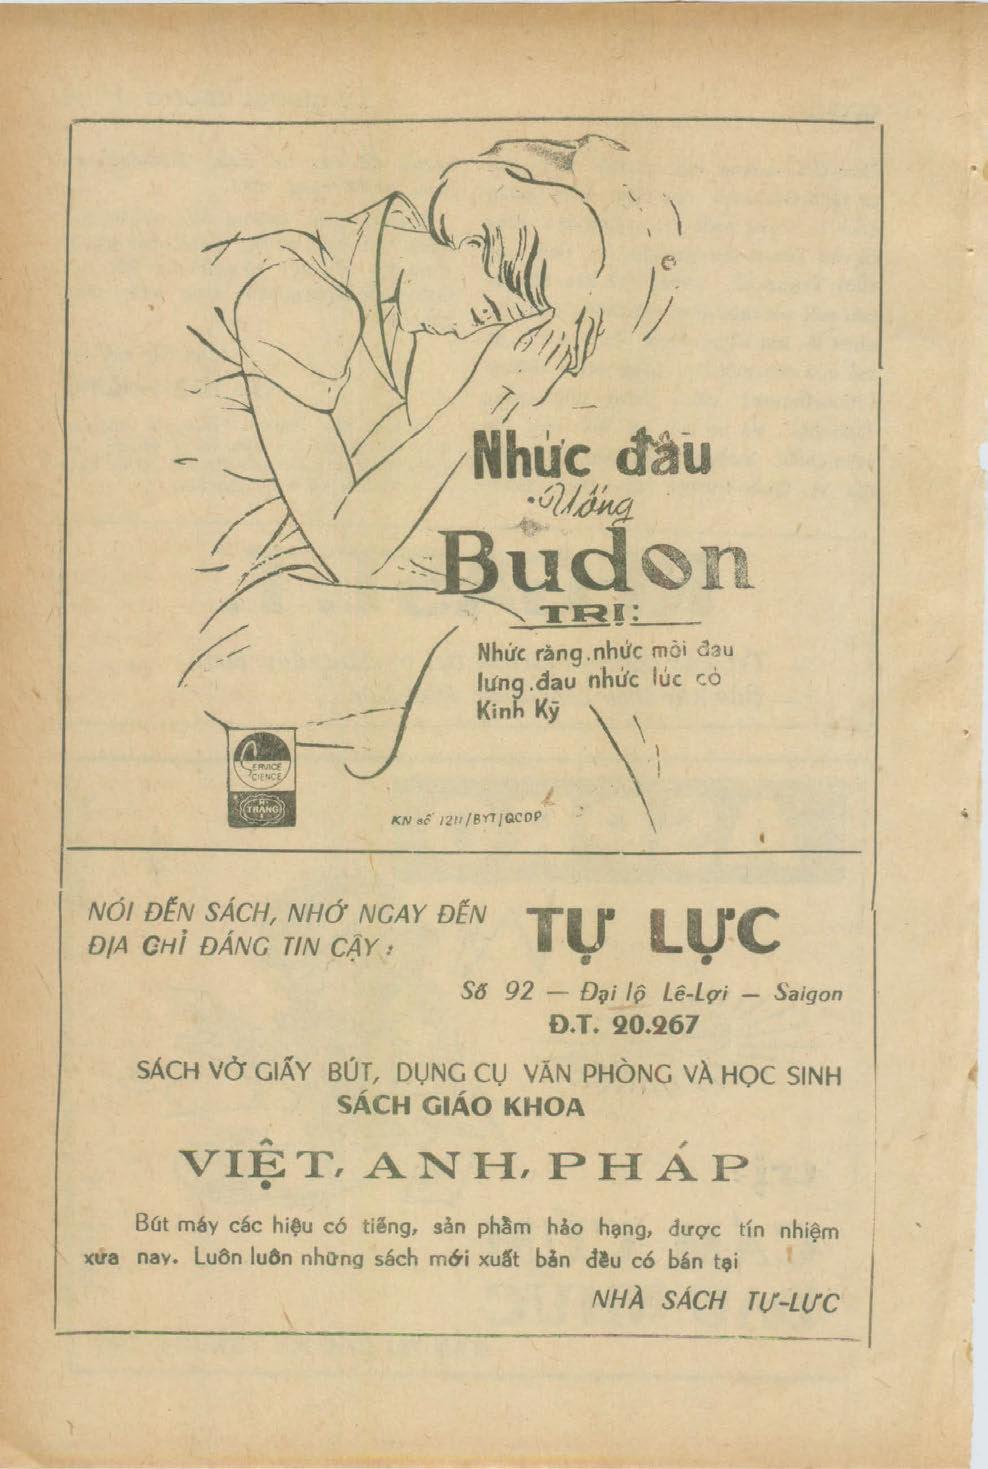 Nhức đầu
Uống
Budon
TRỊ:
Nhức răng.nhức mỏi đau
lưng.đau nhức lúc có
Kinh Kỳ
SERVICE
SCIENCE
TRANG
KN số /BYT/QCDP
NÓI ĐẾN SÁCH, NHỚ NGAY ĐẾN
ĐỊA CHỈ ĐÁNG TIN CẬY :
TỰ LỰC
Số 92 — Đại lộ Lê-Lợi — Saigon
Đ.T. 20.267
SÁCH VỞ GIẤY BÚT, DỤNG CỤ VĂN PHÒNG VÀ HỌC SINH
SÁCH GIÁO KHOA
VIỆT, ANH, PHÁP
Bút máy các hiệu có tiếng, sản phẩm hảo hạng, được tín nhiệm
xưa nay. Luôn luôn những sách mới xuất bản đều có bán tại
NHÀ SÁCH TỰ-LỰC